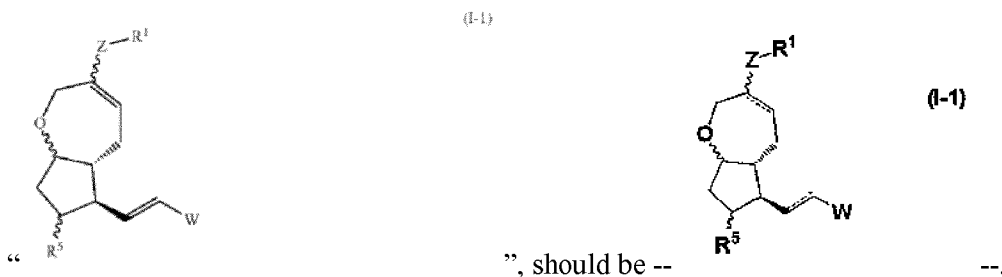 (I-1)
Z R¹
O
W
R⁵
Z R¹
(I-1)
O
W
R⁵
“ ”, should be -- --.